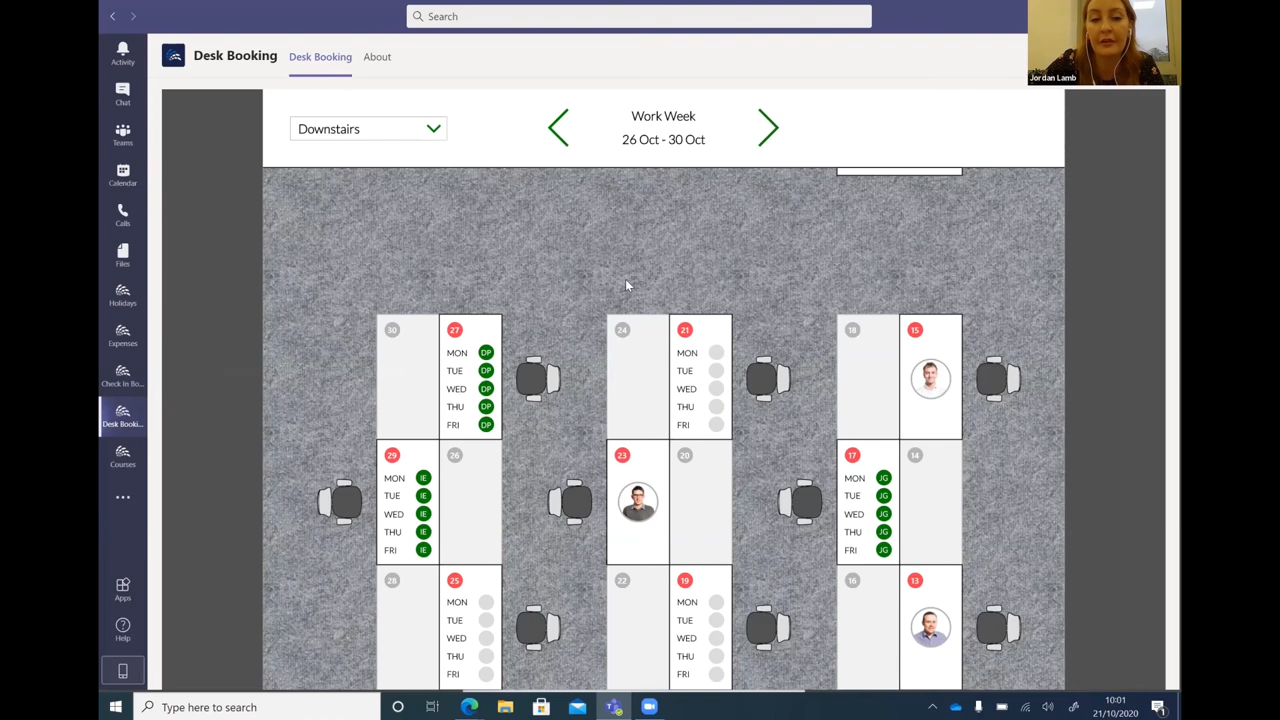 Search
Jordan Lamb
Activity
Chat
Teams
Calendar
Calls
Files
Holidays
Expenses
Check In Bo...
Desk Booki...
Courses
Apps
Help
Desk Booking
Desk Booking
About
Downstairs
Work Week
26 Oct - 30 Oct
30
27
MON DP
TUE DP
WED DP
THU DP
FRI DP
24
21
MON
TUE
WED
THU
FRI
18
15
29
MON IE
TUE IE
WED IE
THU IE
FRI IE
26
23
20
17
MON JG
TUE JG
WED JG
THU JG
FRI JG
14
28
25
MON
TUE
WED
THU
FRI
22
19
MON
TUE
WED
THU
FRI
16
13
Type here to search
10:01
21/10/2020
1